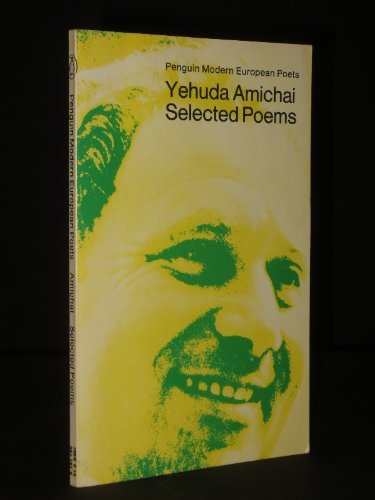 Penguin Modern European Poets
Yehuda Amichai
Selected Poems
Penguin Modern European Poets Amichai Selected Poems